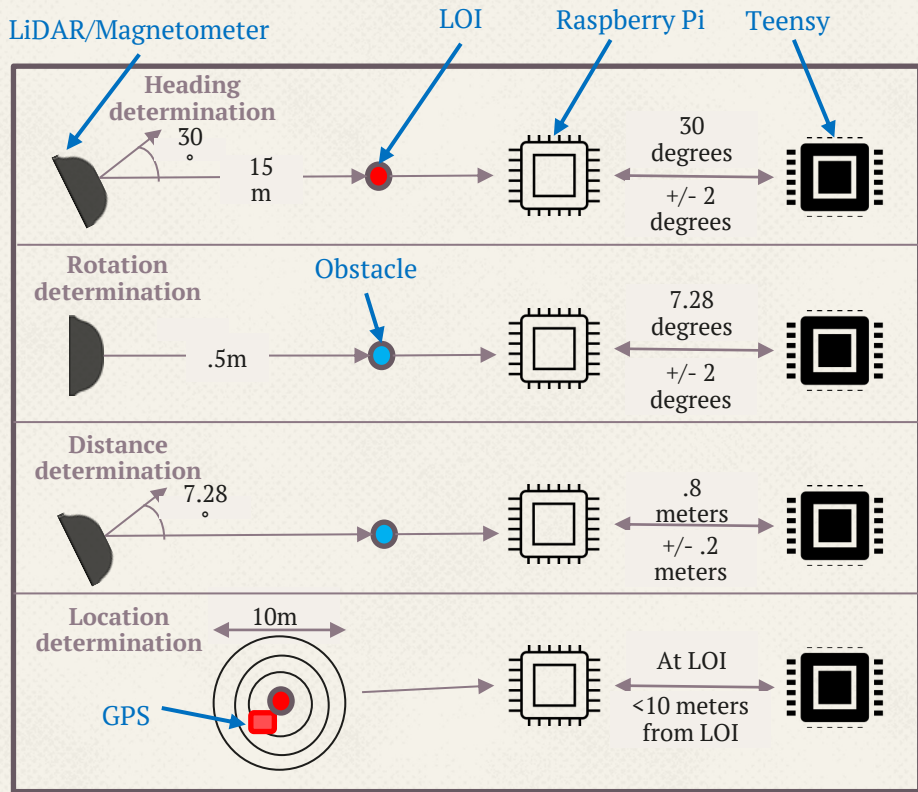 LiDAR/Magnetometer
LOI
Raspberry Pi
Teensy
Heading
determination
30
°
15
m
30
degrees
+/- 2
degrees
Rotation
determination
Obstacle
.5m
7.28
degrees
+/- 2
degrees
Distance
determination
7.28
°
.8
meters
+/- .2
meters
Location
determination
10m
GPS
At LOI
<10 meters
from LOI